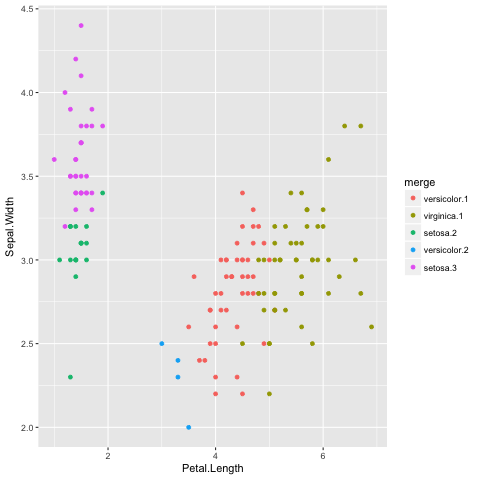 4.5
4.0
3.5
3.0
2.5
2.0
Sepal.Width
2
4
6
Petal.Length
merge
versicolor.1
virginica.1
setosa.2
versicolor.2
setosa.3